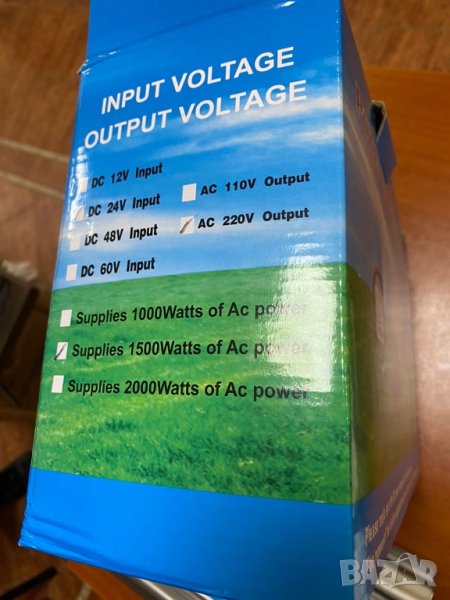 INPUT VOLTAGE
OUTPUT VOLTAGE
DC 12V Input
DC 24V Input
DC 48V Input
DC 60V Input
AC 110V Output
AC 220V Output
Supplies 1000Watts of Ac power
Supplies 1500Watts of Ac power
Supplies 2000Watts of Ac power
Please
BAZAR